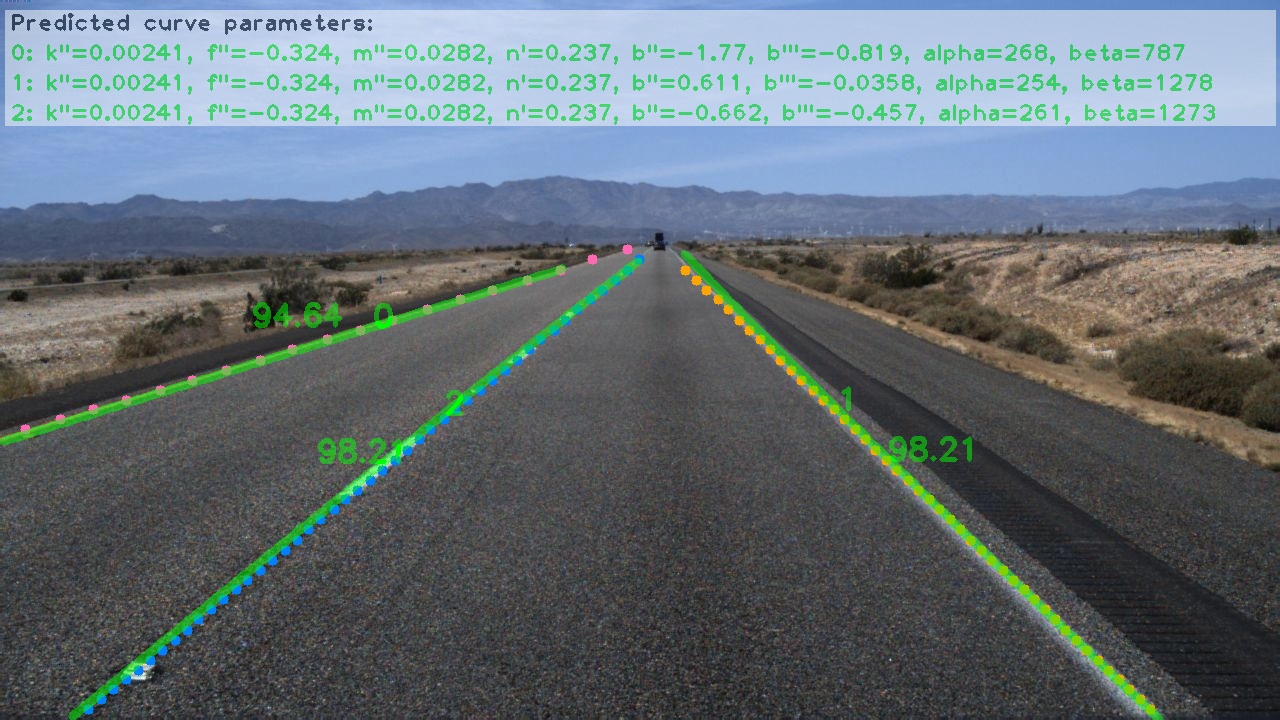 Predicted curve parameters:
0: k''=0.00241, f''=-0.324, m''=0.0282, n'=0.237, b''=-1.77, b'''=-0.819, alpha=268, beta=787
1: k''=0.00241, f''=-0.324, m''=0.0282, n'=0.237, b''=0.611, b'''=-0.0358, alpha=254, beta=1278
2: k''=0.00241, f''=-0.324, m''=0.0282, n'=0.237, b''=-0.662, b'''=-0.457, alpha=261, beta=1273
94.64 0
2 1
98.21 98.21